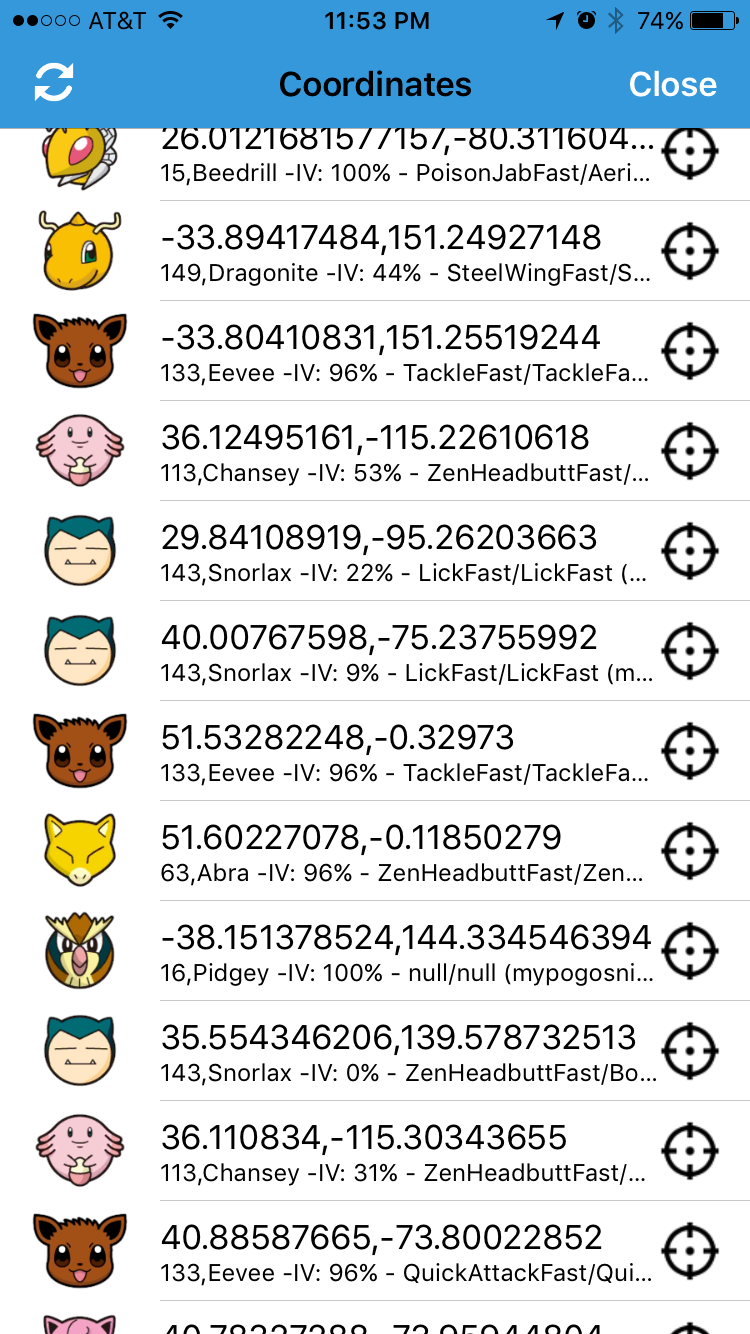 AT&T 11:53 PM 74%
Coordinates Close
26.0121681577157,-80.311604...
15,Beedrill -IV: 100% - PoisonJabFast/Aeri...
-33.89417484,151.24927148
149,Dragonite -IV: 44% - SteelWingFast/S...
-33.80410831,151.25519244
133,Eevee -IV: 96% - TackleFast/TackleFa...
36.12495161,-115.22610618
113,Chansey -IV: 53% - ZenHeadbuttFast/...
29.84108919,-95.26203663
143,Snorlax -IV: 22% - LickFast/LickFast (...
40.00767598,-75.23755992
143,Snorlax -IV: 9% - LickFast/LickFast (m...
51.53282248,-0.32973
133,Eevee -IV: 96% - TackleFast/TackleFa...
51.60227078,-0.11850279
63,Abra -IV: 96% - ZenHeadbuttFast/Zen...
-38.151378524,144.334546394
16,Pidgey -IV: 100% - null/null (mypogosni...
35.554346206,139.578732513
143,Snorlax -IV: 0% - ZenHeadbuttFast/Bo...
36.110834,-115.30343655
113,Chansey -IV: 31% - ZenHeadbuttFast/...
40.88587665,-73.80022852
133,Eevee -IV: 96% - QuickAttackFast/Qui...